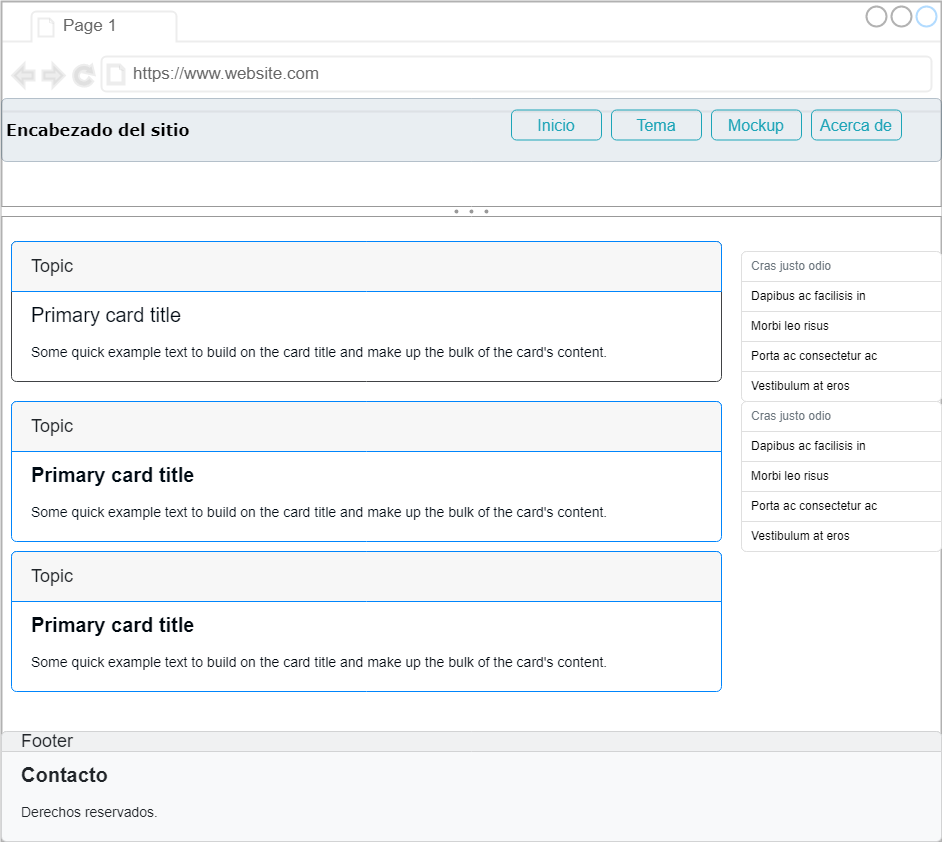 Page 1
https://www.website.com
Encabezado del sitio
Inicio
Tema
Mockup
Acerca de
Topic
Primary card title
Some quick example text to build on the card title and make up the bulk of the card's content.
Topic
Primary card title
Some quick example text to build on the card title and make up the bulk of the card's content.
Topic
Primary card title
Some quick example text to build on the card title and make up the bulk of the card's content.
Cras justo odio
Dapibus ac facilisis in
Morbi leo risus
Porta ac consectetur ac
Vestibulum at eros
Cras justo odio
Dapibus ac facilisis in
Morbi leo risus
Porta ac consectetur ac
Vestibulum at eros
Footer
Contacto
Derechos reservados.